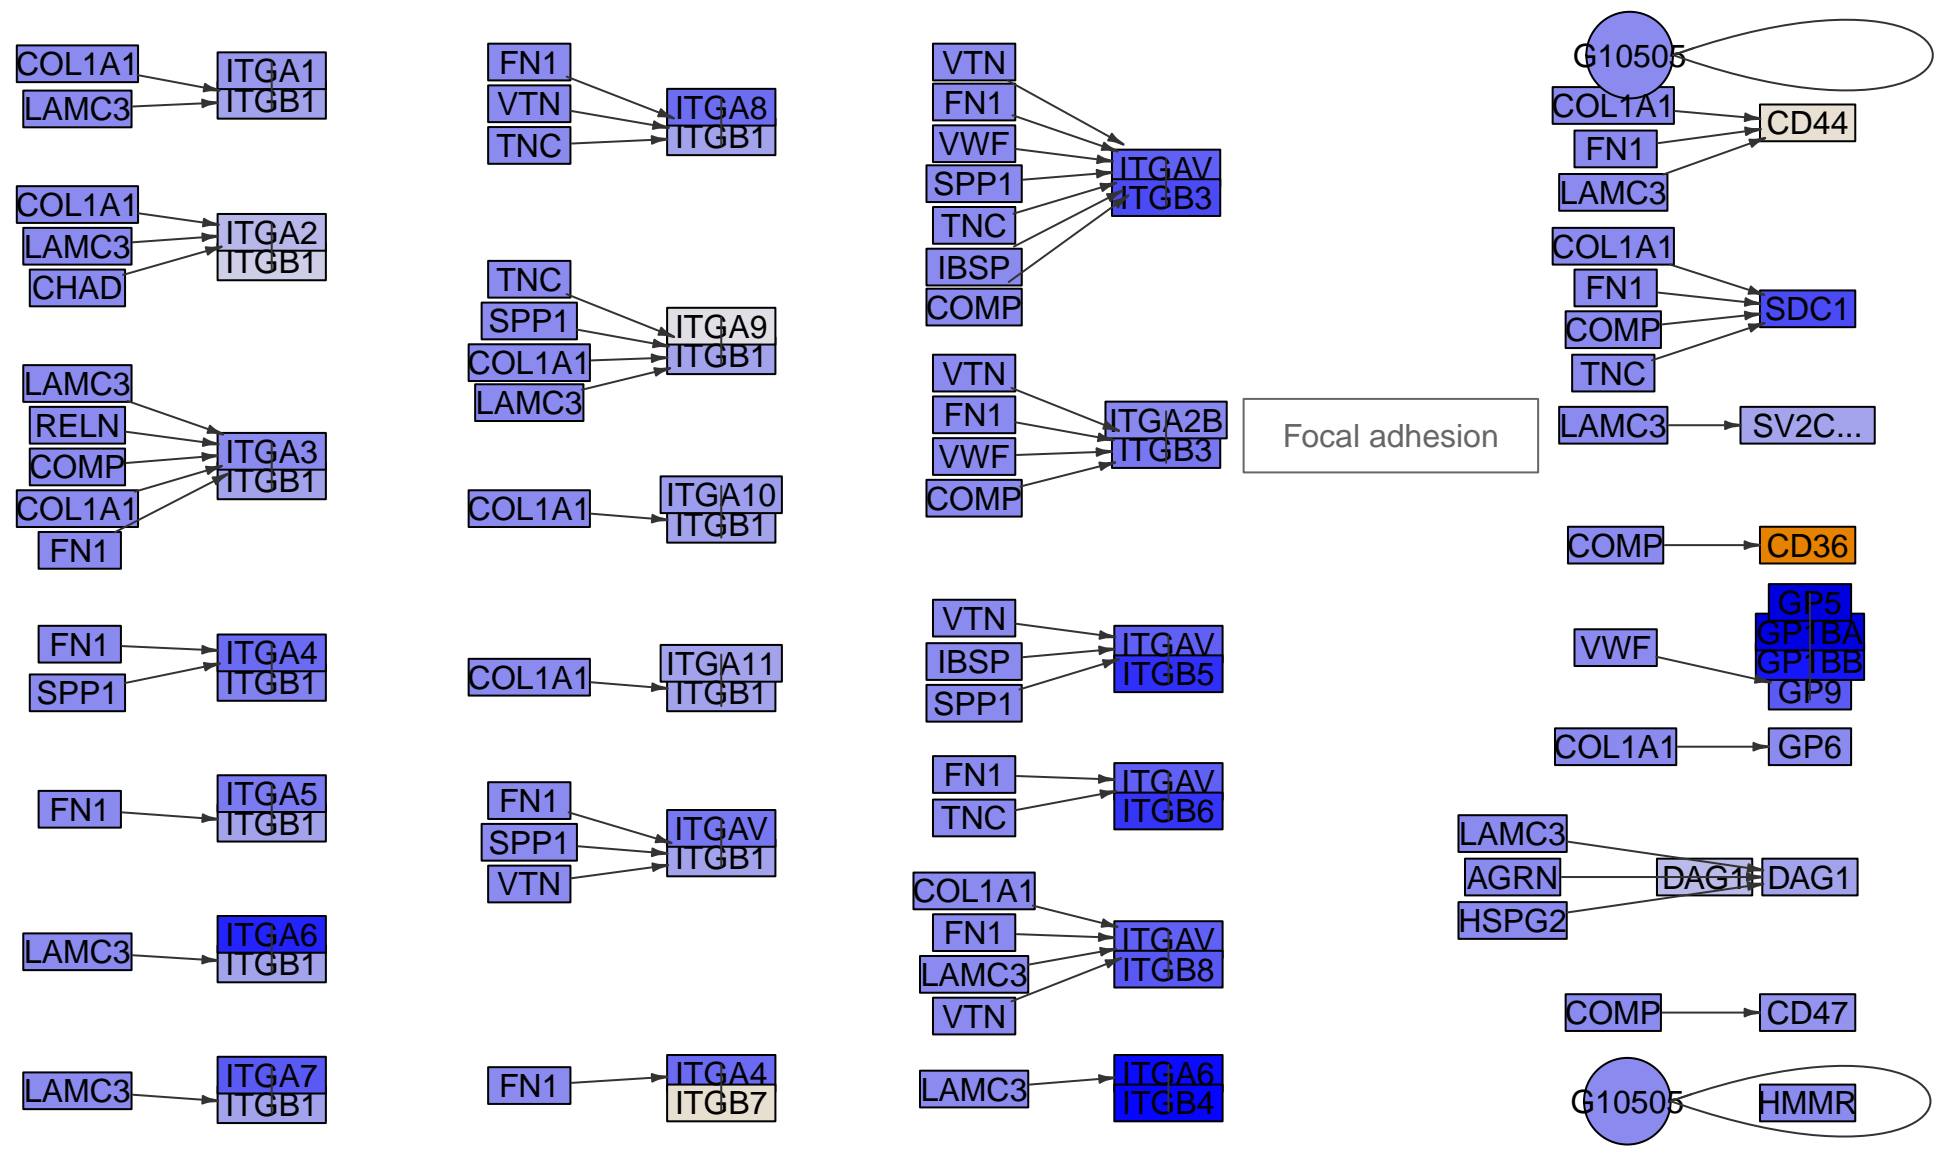 COL1A1
LAMC3
ITGA1
ITGB1
COL1A1
LAMC3
CHAD
ITGA2
ITGB1
LAMC3
RELN
COMP
COL1A1
FN1
ITGA3
ITGB1
FN1
SPP1
ITGA4
ITGB1
FN1
ITGA5
ITGB1
LAMC3
ITGA6
ITGB1
LAMC3
ITGA7
ITGB1
FN1
VTN
TNC
ITGA8
ITGB1
TNC
SPP1
COL1A1
LAMC3
ITGA9
ITGB1
COL1A1
ITGA10
ITGB1
COL1A1
ITGA11
ITGB1
FN1
SPP1
VTN
ITGAV
ITGB1
FN1
ITGA4
ITGB7
VTN
FN1
VWF
SPP1
TNC
IBSP
COMP
ITGAV
ITGB3
VTN
FN1
VWF
COMP
ITGA2B
ITGB3
VTN
IBSP
SPP1
ITGAV
ITGB5
FN1
TNC
ITGAV
ITGB6
COL1A1
FN1
LAMC3
VTN
ITGAV
ITGB8
LAMC3
ITGA6
ITGB4
Focal adhesion
G10505
COL1A1
FN1
LAMC3
CD44
COL1A1
FN1
COMP
TNC
SDC1
LAMC3
SV2C...
COMP
CD36
VWF
GP5
GP1BA
GP1BB
GP9
COL1A1
GP6
LAMC3
AGRN
HSPG2
DAG1
DAG1
COMP
CD47
G10505
HMMR